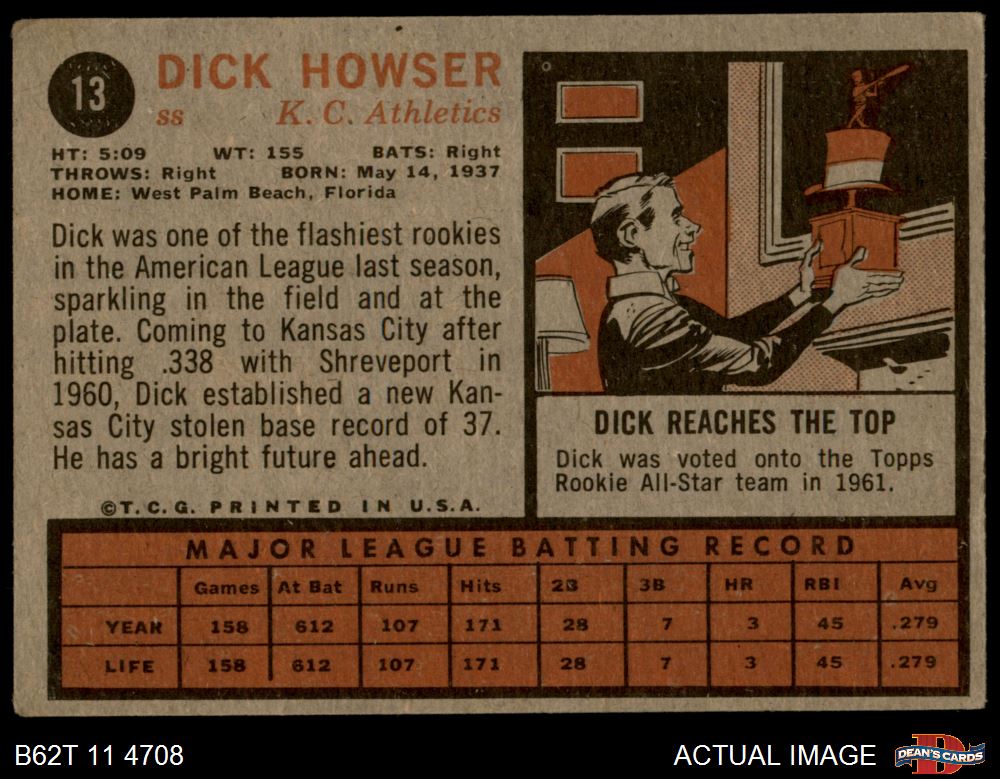 13
DICK HOWSER
ss K. C. Athletics
HT: 5:09 WT: 155 BATS: Right
THROWS: Right BORN: May 14, 1937
HOME: West Palm Beach, Florida
Dick was one of the flashiest rookies
in the American League last season,
sparkling in the field and at the
plate. Coming to Kansas City after
hitting .338 with Shreveport in
1960, Dick established a new Kan-
sas City stolen base record of 37.
He has a bright future ahead.
©T.C.G. PRINTED IN U.S.A.
DICK REACHES THE TOP
Dick was voted onto the Topps
Rookie All-Star team in 1961.
MAJOR LEAGUE BATTING RECORD
Games At Bat Runs Hits 2B 3B HR RBI Avg
YEAR 158 612 107 171 28 7 3 45 .279
LIFE 158 612 107 171 28 7 3 45 .279
B62T 11 4708 ACTUAL IMAGE DEAN'S CARDS